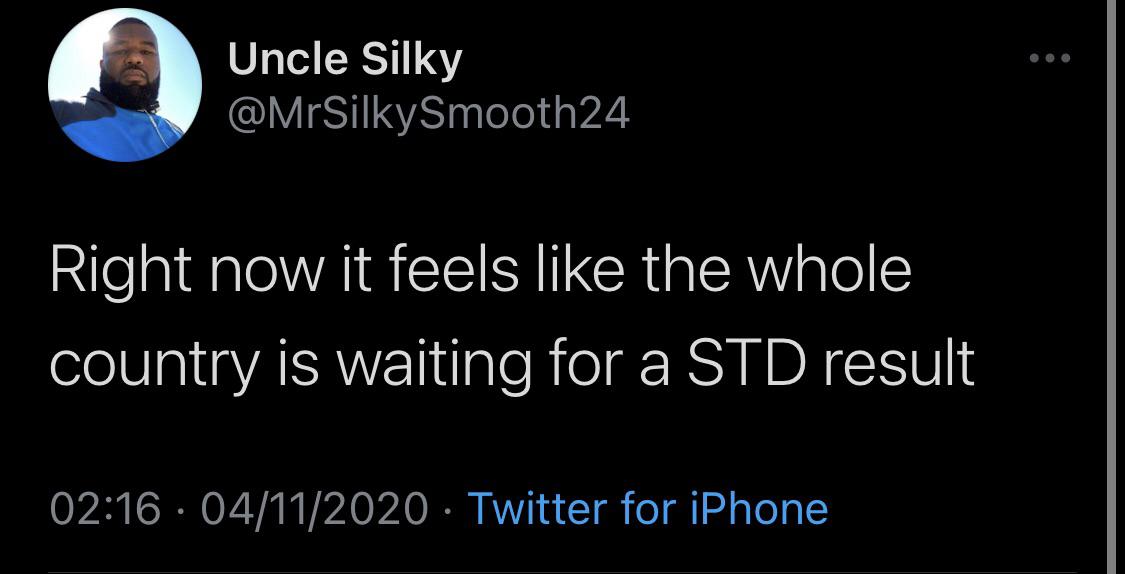 Uncle Silky
@MrSilkySmooth24
Right now it feels like the whole
country is waiting for a STD result
02:16 · 04/11/2020 · Twitter for iPhone